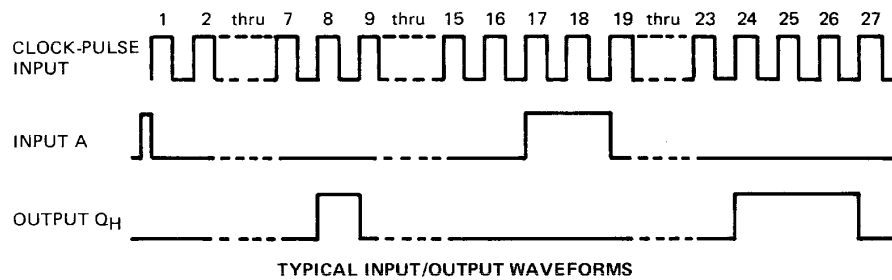 1 2 thru 7 8 9 thru 15 16 17 18 19 thru 23 24 25 26 27
CLOCK-PULSE
INPUT
INPUT A
OUTPUT QH
TYPICAL INPUT/OUTPUT WAVEFORMS